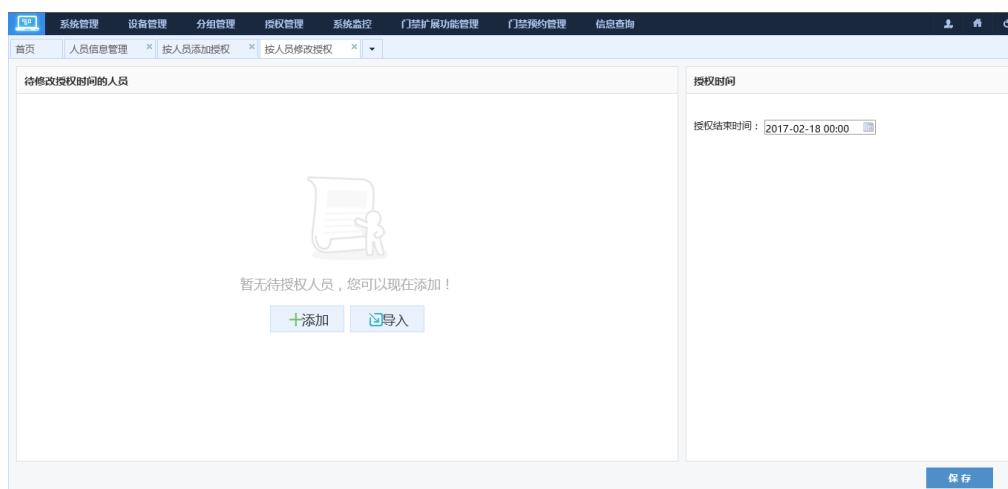 系统管理 设备管理 分组管理 授权管理 系统监控 门禁扩展功能管理 门禁预约管理 信息查询
首页 人员信息管理 × 按人员添加授权 × 按人员修改授权 ×
待修改授权时间的人员 授权时间
授权结束时间： 2017-02-18 00:00
暂无待授权人员，您可以现在添加！
添加 导入
保存